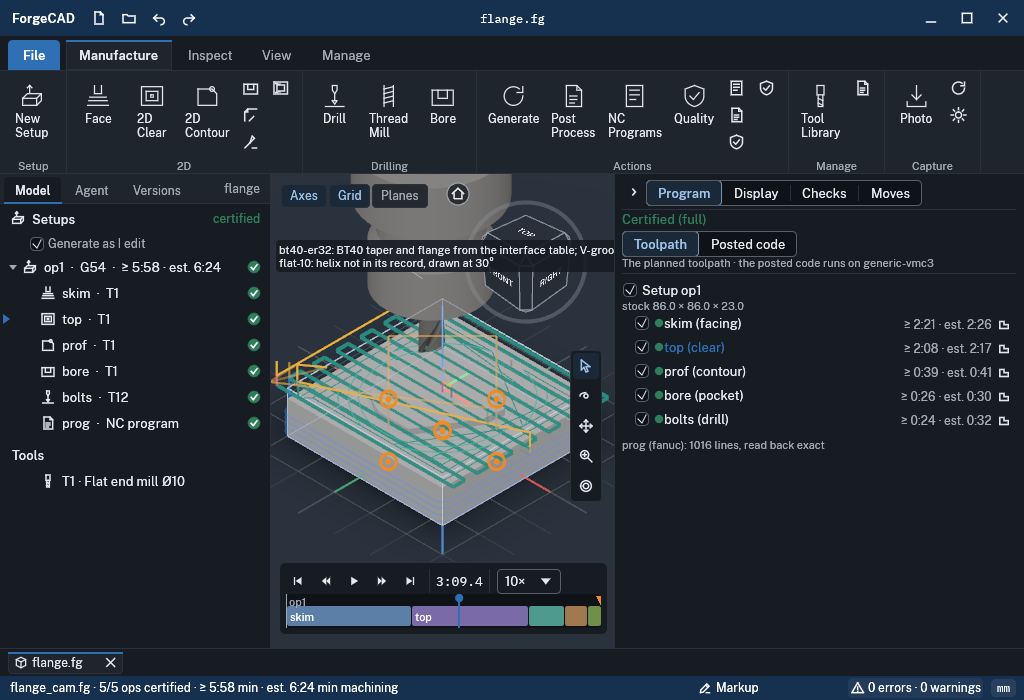 ForgeCAD
flange.fg
File
Manufacture
Inspect
View
Manage
New Setup
Setup
Face
2D Clear
2D Contour
2D
Drill
Thread Mill
Bore
Drilling
Generate
Post Process
NC Programs
Quality
Actions
Tool Library
Manage
Photo
Capture
Model
Agent
Versions
flange
Setups
certified
Generate as I edit
op1 · G54 · ≥ 5:58 · est. 6:24
skim · T1
top · T1
prof · T1
bore · T1
bolts · T12
prog · NC program
Tools
T1 · Flat end mill Ø10
Axes
Grid
Planes
TOP
FRONT
RIGHT
bt40-er32: BT40 taper and flange from the interface table; V-groo
flat-10: helix not in its record, drawn at 30°
3:09.4
10×
op1
skim
top
Program
Display
Checks
Moves
Certified (full)
Toolpath
Posted code
The planned toolpath · the posted code runs on generic-vmc3
Setup op1
stock 86.0 × 86.0 × 23.0
skim (facing) ≥ 2:21 · est. 2:26
top (clear) ≥ 2:08 · est. 2:17
prof (contour) ≥ 0:39 · est. 0:41
bore (pocket) ≥ 0:26 · est. 0:30
bolts (drill) ≥ 0:24 · est. 0:32
prog (fanuc): 1016 lines, read back exact
flange.fg
flange_cam.fg · 5/5 ops certified · ≥ 5:58 min · est. 6:24 min machining
Markup
0 errors · 0 warnings
mm